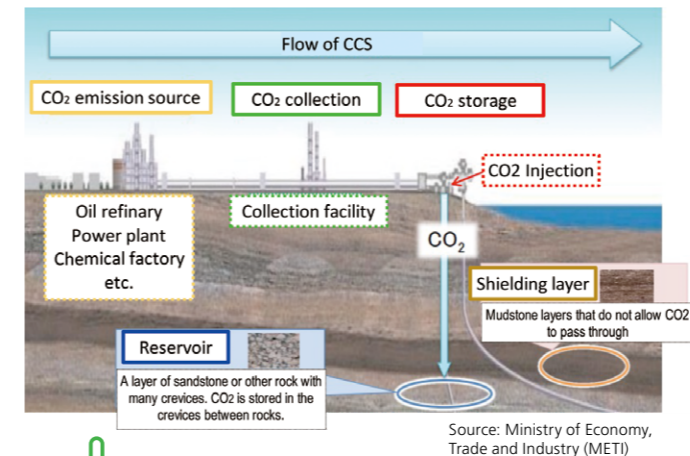 Flow of CCS
CO₂ emission source
CO₂ collection
CO₂ storage
CO2 Injection
Oil refinary
Power plant
Chemical factory
etc.
Collection facility
CO₂
Shielding layer
Mudstone layers that do not allow CO2
to pass through
Reservoir
A layer of sandstone or other rock with
many crevices. CO2 is stored in the
crevices between rocks.
Source: Ministry of Economy,
Trade and Industry (METI)